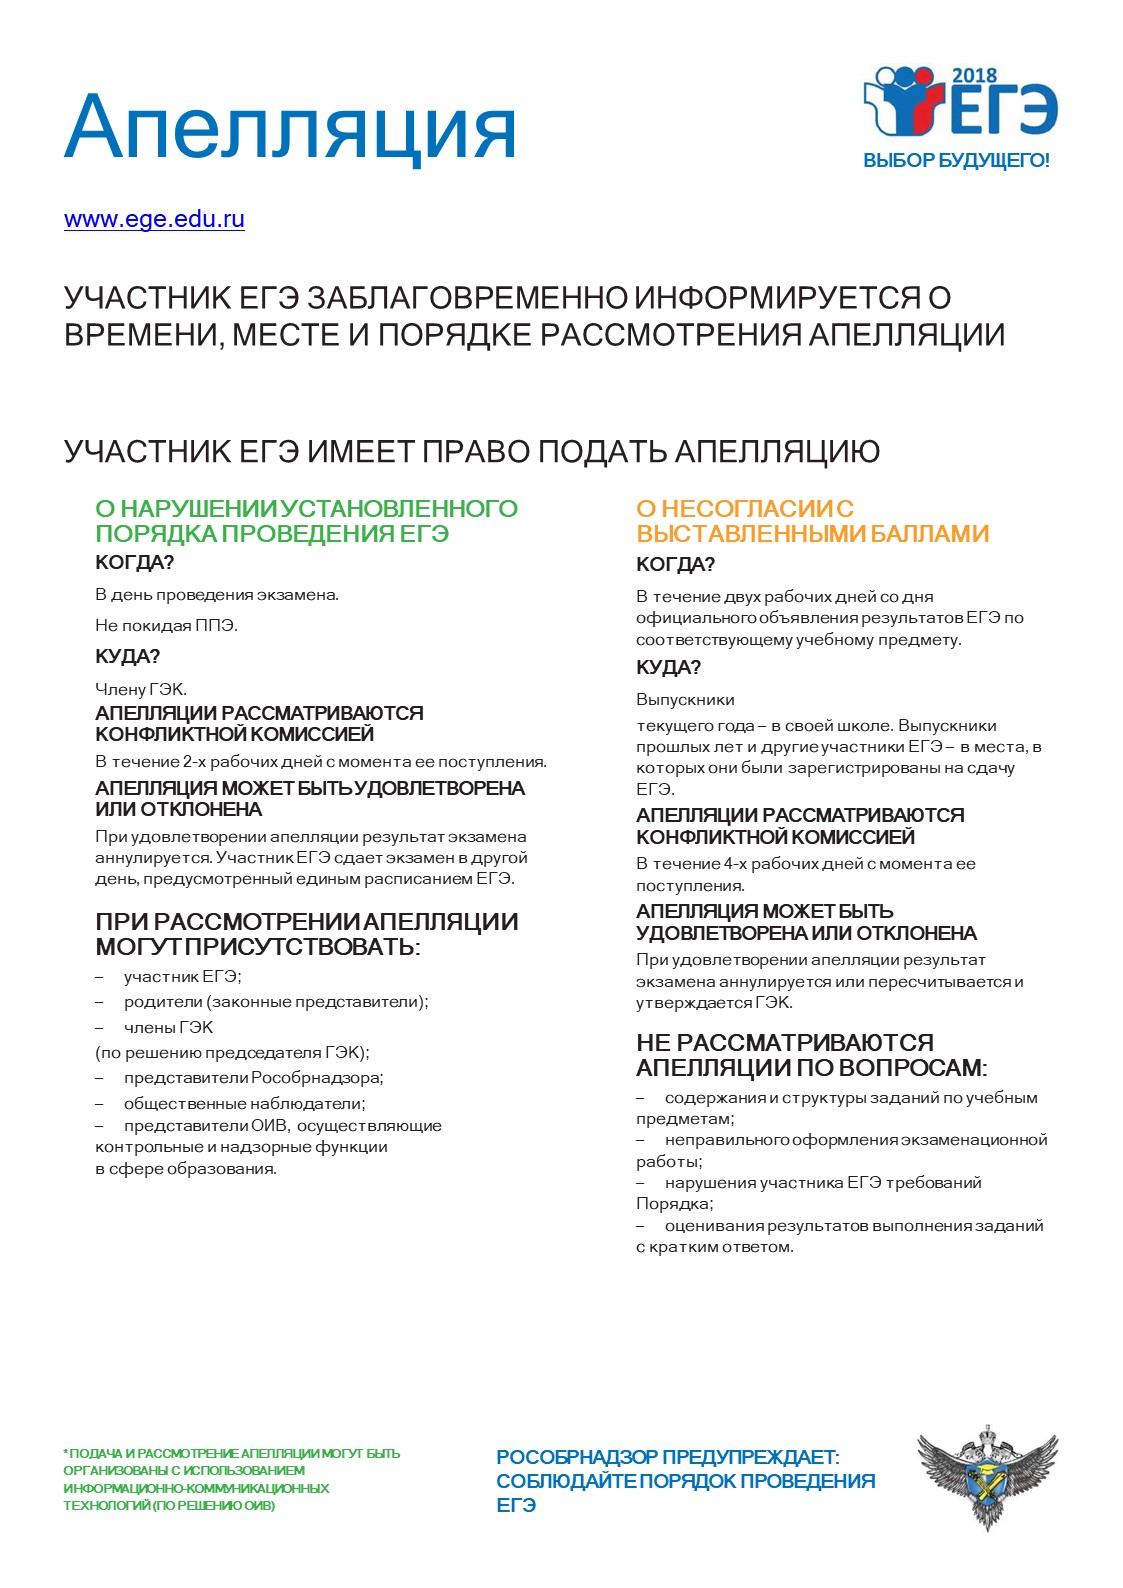 Апелляция
2018
ЕГЭ
ВЫБОР БУДУЩЕГО!
www.ege.edu.ru
УЧАСТНИК ЕГЭ ЗАБЛАГОВРЕМЕННО ИНФОРМИРУЕТСЯ О
ВРЕМЕНИ, МЕСТЕ И ПОРЯДКЕ РАССМОТРЕНИЯ АПЕЛЛЯЦИИ
УЧАСТНИК ЕГЭ ИМЕЕТ ПРАВО ПОДАТЬ АПЕЛЛЯЦИЮ
О НАРУШЕНИИ УСТАНОВЛЕННОГО
ПОРЯДКА ПРОВЕДЕНИЯ ЕГЭ
КОГДА?
В день проведения экзамена.
Не покидая ППЭ.
КУДА?
Члену ГЭК.
АПЕЛЛЯЦИИ РАССМАТРИВАЮТСЯ
КОНФЛИКТНОЙ КОМИССИЕЙ
В течение 2-х рабочих дней с момента ее поступления.
АПЕЛЛЯЦИЯ МОЖЕТ БЫТЬ УДОВЛЕТВОРЕНА
ИЛИ ОТКЛОНЕНА
При удовлетворении апелляции результат экзамена
аннулируется. Участник ЕГЭ сдает экзамен в другой
день, предусмотренный единым расписанием ЕГЭ.
ПРИ РАССМОТРЕНИИ АПЕЛЛЯЦИИ
МОГУТ ПРИСУТСТВОВАТЬ:
– участник ЕГЭ;
– родители (законные представители);
– члены ГЭК
(по решению председателя ГЭК);
– представители Рособрнадзора;
– общественные наблюдатели;
– представители ОИВ, осуществляющие
контрольные и надзорные функции
в сфере образования.
О НЕСОГЛАСИИ С
ВЫСТАВЛЕННЫМИ БАЛЛАМИ
КОГДА?
В течение двух рабочих дней со дня
официального объявления результатов ЕГЭ по
соответствующему учебному предмету.
КУДА?
Выпускники
текущего года – в своей школе. Выпускники
прошлых лет и другие участники ЕГЭ – в места, в
которых они были зарегистрированы на сдачу
ЕГЭ.
АПЕЛЛЯЦИИ РАССМАТРИВАЮТСЯ
КОНФЛИКТНОЙ КОМИССИЕЙ
В течение 4-х рабочих дней с момента ее
поступления.
АПЕЛЛЯЦИЯ МОЖЕТ БЫТЬ
УДОВЛЕТВОРЕНА ИЛИ ОТКЛОНЕНА
При удовлетворении апелляции результат
экзамена аннулируется или пересчитывается и
утверждается ГЭК.
НЕ РАССМАТРИВАЮТСЯ
АПЕЛЛЯЦИИ ПО ВОПРОСАМ:
– содержания и структуры заданий по учебным
предметам;
– неправильного оформления экзаменационной
работы;
– нарушения участника ЕГЭ требований
Порядка;
– оценивания результатов выполнения заданий
с кратким ответом.
* ПОДАЧА И РАССМОТРЕНИЕ АПЕЛЛЯЦИИ МОГУТ БЫТЬ
ОРГАНИЗОВАНЫ С ИСПОЛЬЗОВАНИЕМ
ИНФОРМАЦИОННО-КОММУНИКАЦИОННЫХ
ТЕХНОЛОГИЙ (ПО РЕШЕНИЮ ОИВ)
РОСОБРНАДЗОР ПРЕДУПРЕЖДАЕТ:
СОБЛЮДАЙТЕ ПОРЯДОК ПРОВЕДЕНИЯ
ЕГЭ